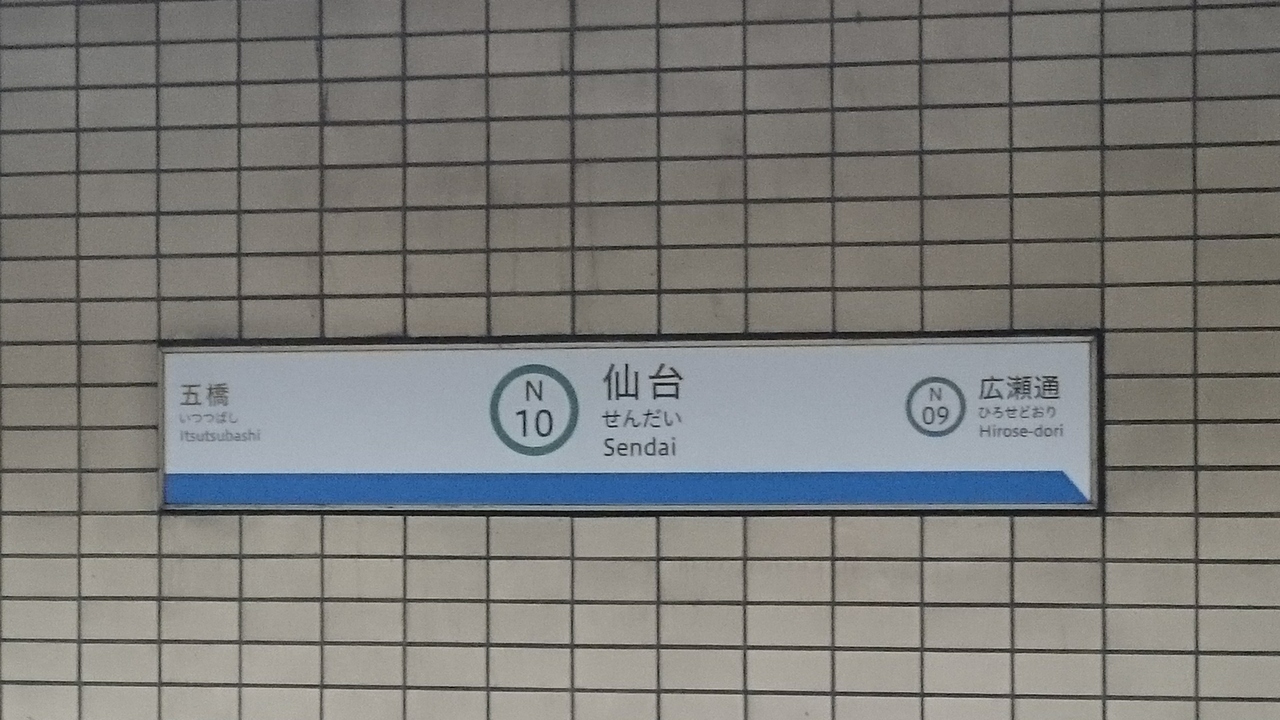 五橋
いつつばし
Itsutsubashi
N
10
仙台
せんだい
Sendai
N
09
広瀬通
ひろせどおり
Hirose-dori